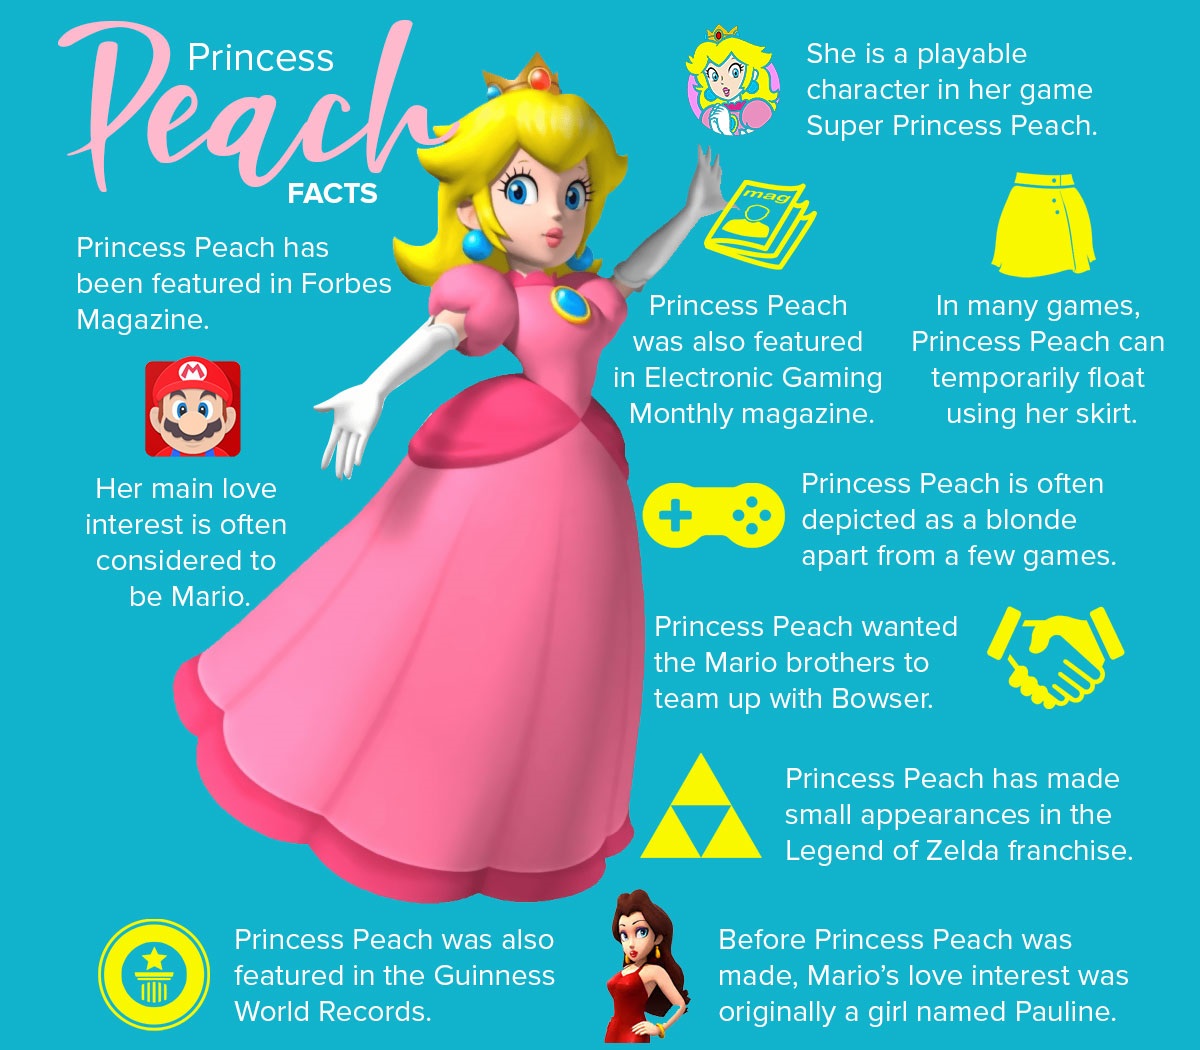 Princess
Peach
FACTS
Princess Peach has
been featured in Forbes
Magazine.
M
Her main love
interest is often
considered to
be Mario.
She is a playable
character in her game
Super Princess Peach.
mag
Princess Peach
was also featured
in Electronic Gaming
Monthly magazine.
In many games,
Princess Peach can
temporarily float
using her skirt.
Princess Peach is often
depicted as a blonde
apart from a few games.
Princess Peach wanted
the Mario brothers to
team up with Bowser.
Princess Peach has made
small appearances in the
Legend of Zelda franchise.
Princess Peach was also
featured in the Guinness
World Records.
Before Princess Peach was
made, Mario’s love interest was
originally a girl named Pauline.